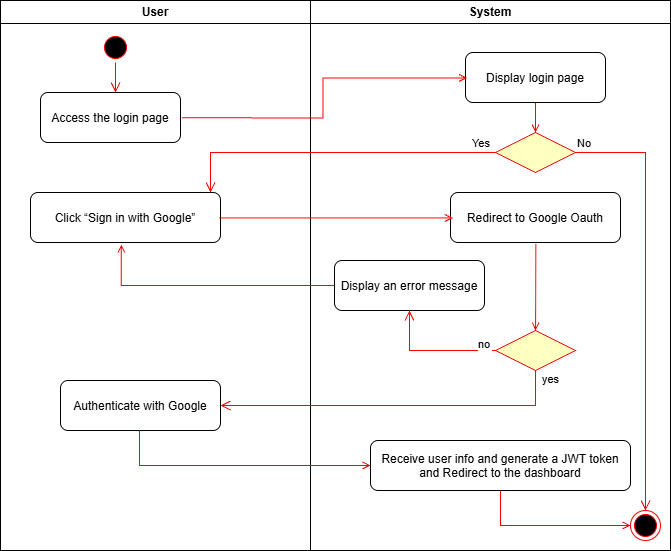 User
System
Display login page
Access the login page
Yes
No
Click “Sign in with Google”
Redirect to Google Oauth
Display an error message
no
yes
Authenticate with Google
Receive user info and generate a JWT token
and Redirect to the dashboard